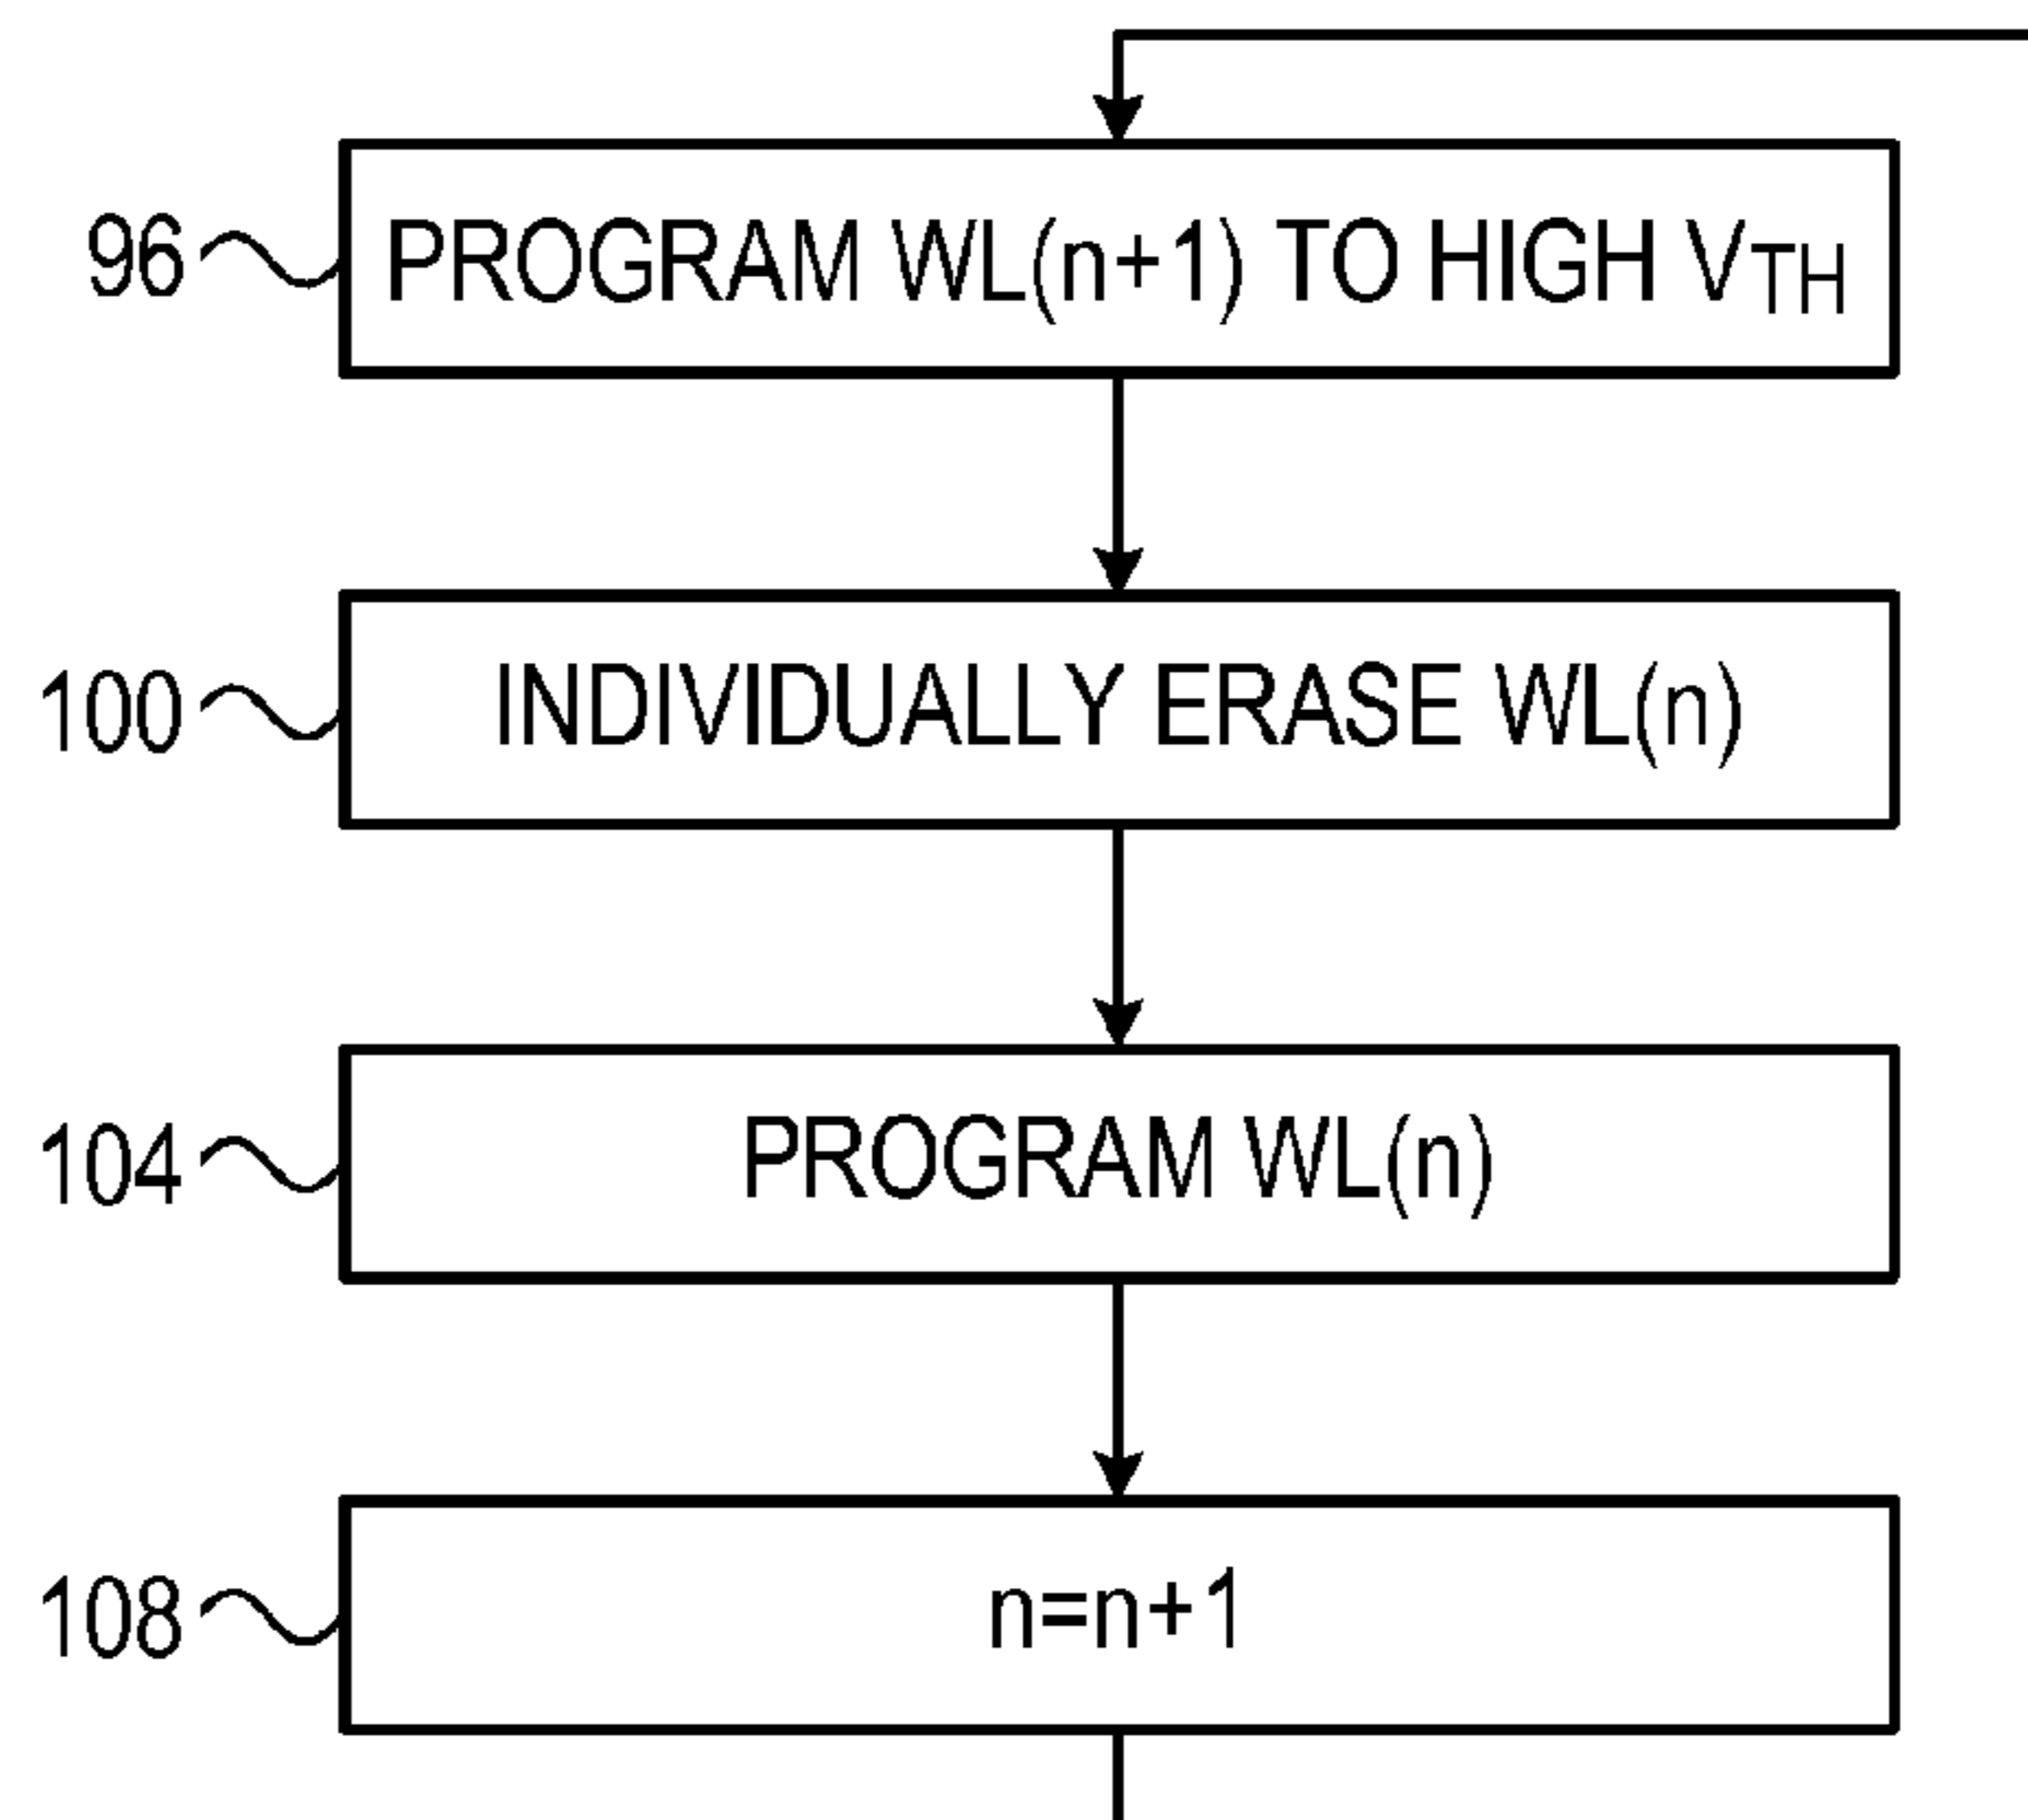 96 PROGRAM WL(n+1) TO HIGH VTH
100 INDIVIDUALLY ERASE WL(n)
104 PROGRAM WL(n)
108 n=n+1